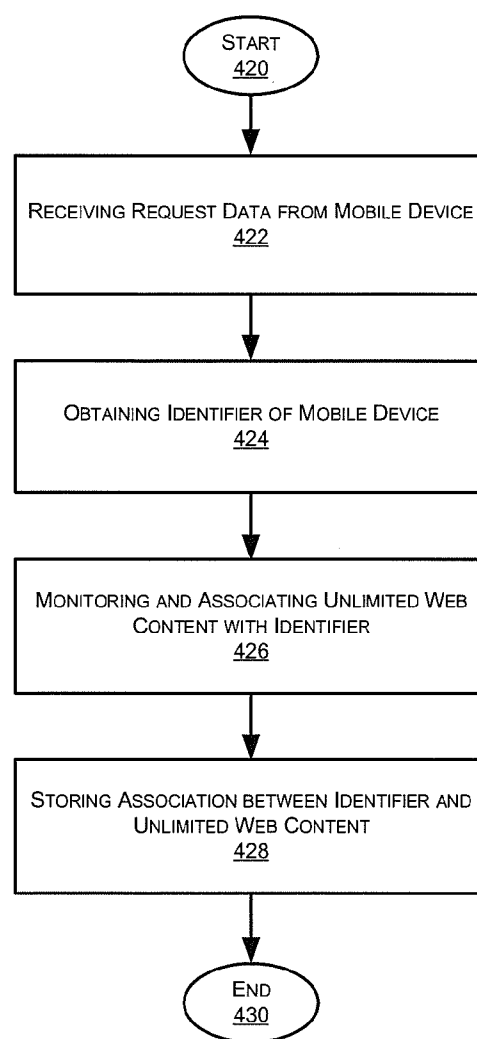 START
420
RECEIVING REQUEST DATA FROM MOBILE DEVICE
422
OBTAINING IDENTIFIER OF MOBILE DEVICE
424
MONITORING AND ASSOCIATING UNLIMITED WEB
CONTENT WITH IDENTIFIER
426
STORING ASSOCIATION BETWEEN IDENTIFIER AND
UNLIMITED WEB CONTENT
428
END
430